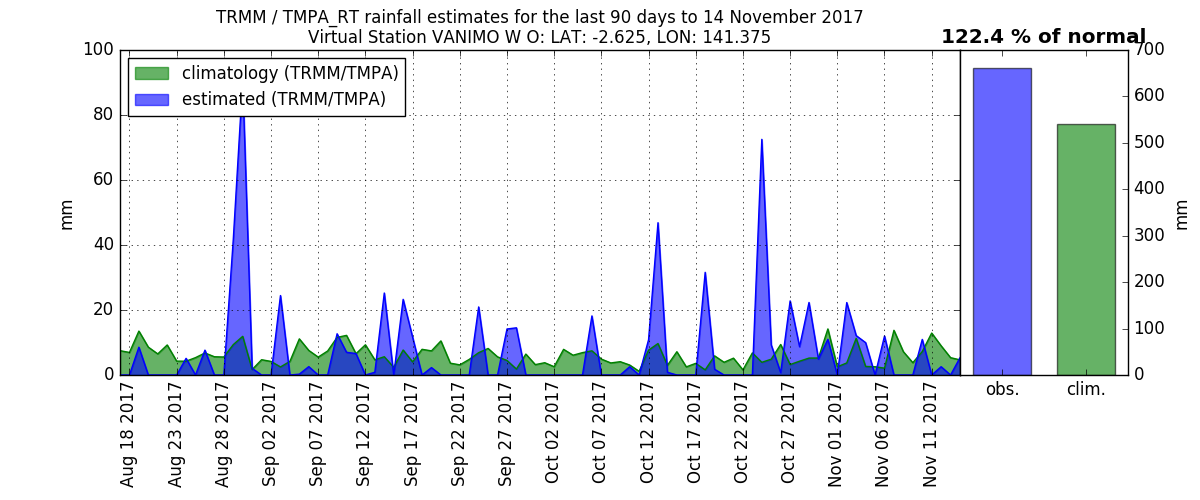 TRMM / TMPA_RT rainfall estimates for the last 90 days to 14 November 2017
Virtual Station VANIMO W O: LAT: -2.625, LON: 141.375
122.4 % of normal
climatology (TRMM/TMPA)
estimated (TRMM/TMPA)
100
80
60
40
20
0
mm
Aug 18 2017
Aug 23 2017
Aug 28 2017
Sep 02 2017
Sep 07 2017
Sep 12 2017
Sep 17 2017
Sep 22 2017
Sep 27 2017
Oct 02 2017
Oct 07 2017
Oct 12 2017
Oct 17 2017
Oct 22 2017
Oct 27 2017
Nov 01 2017
Nov 06 2017
Nov 11 2017
700
600
500
400
300
200
100
0
mm
obs.
clim.